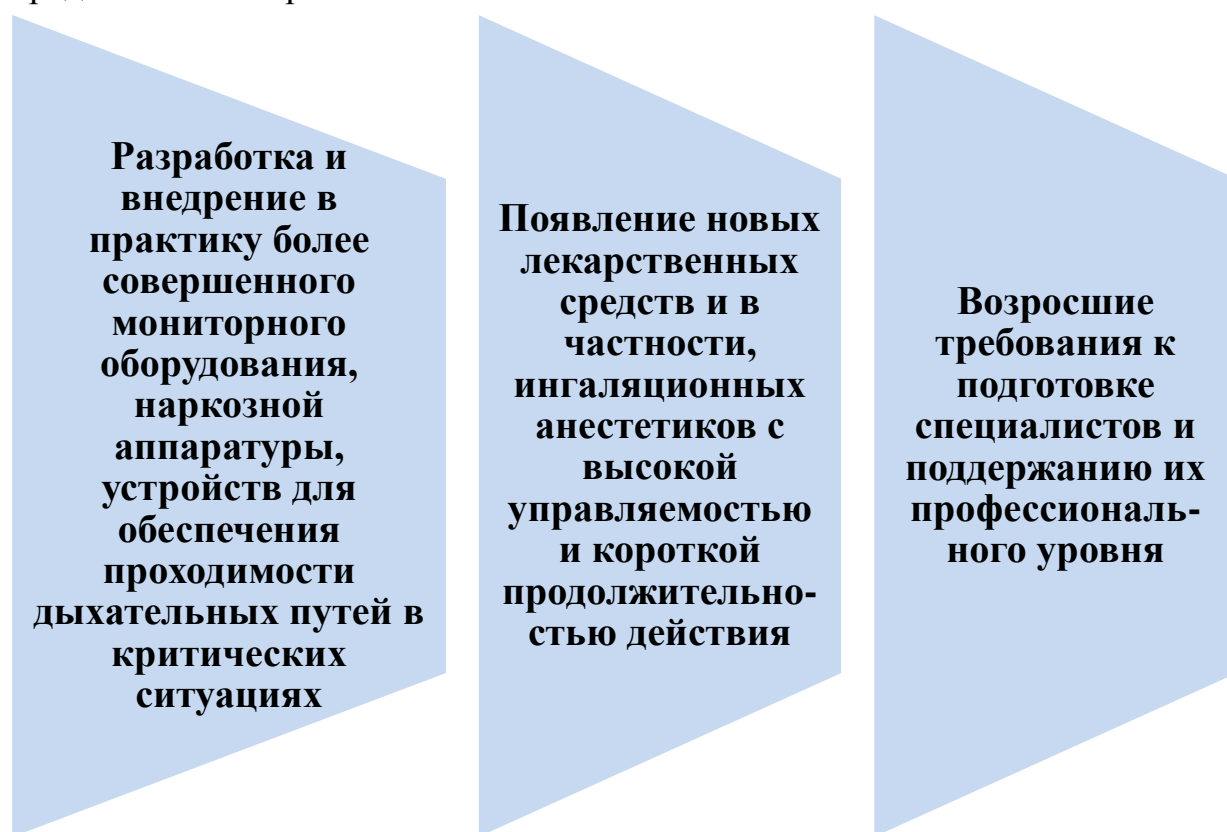 Разработка и
внедрение в
практику более
совершенного
мониторного
оборудования,
наркозной
аппаратуры,
устройств для
обеспечения
проходимости
дыхательных путей в
критических
ситуациях
Появление новых
лекарственных
средств и в
частности,
ингаляционных
анестетиков с
высокой
управляемостью
и короткой
продолжительно-
стью действия
Возросшие
требования к
подготовке
специалистов и
поддержанию их
профессиональ-
ного уровня